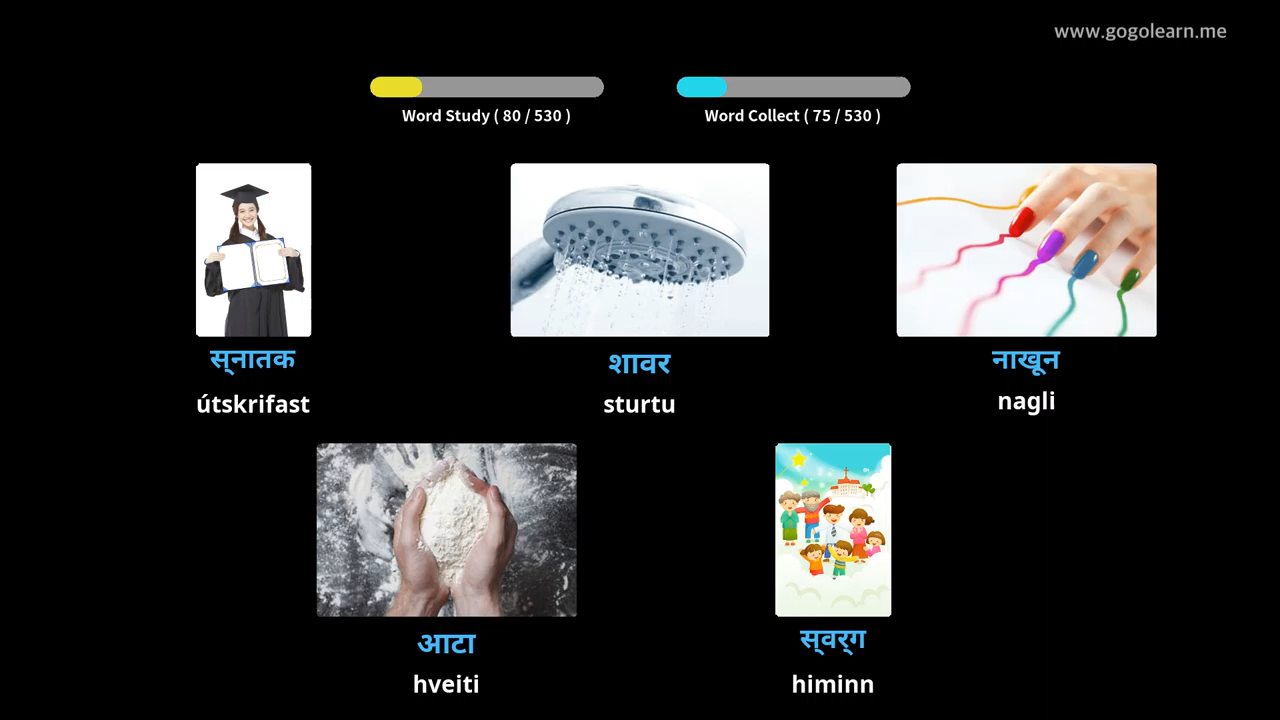 www.gogolearn.me
Word Study ( 80 / 530 )
Word Collect ( 75 / 530 )
स्‌नातक
शावर
नाखून
útskrifast
sturtu
nagli
आटा
स्‌वर्‌ग
hveiti
himinn